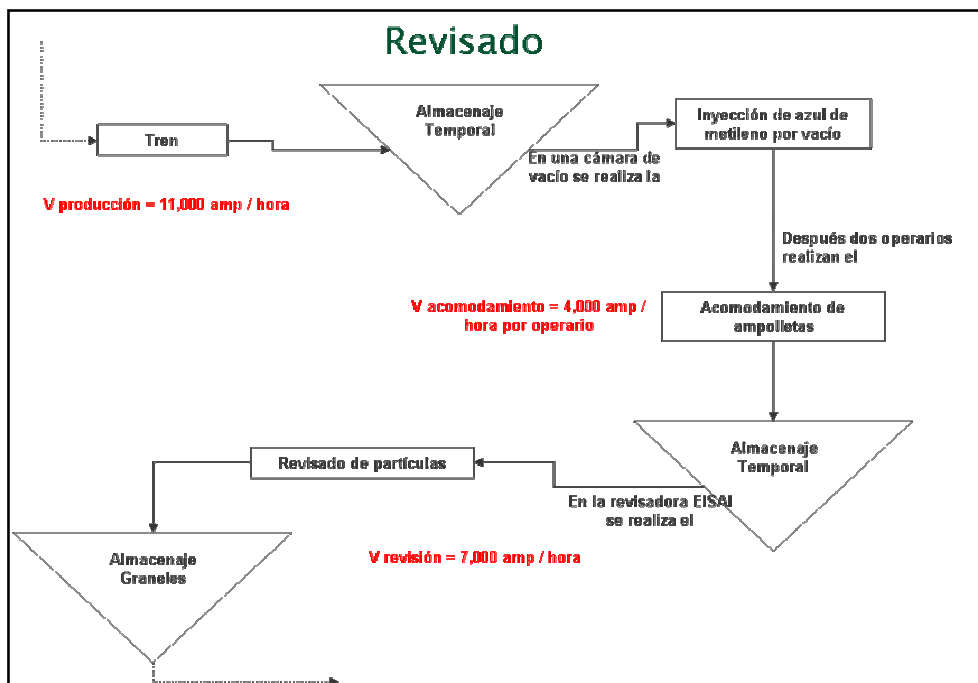 Revisado
Almacenaje
Temporal
Inyección de azul de
metileno por vacío
Tren
En una cámara de
vacío se realiza la
V producción = 11,000 amp / hora
Después dos operarios
realizan el
V acomodamiento = 4,000 amp /
hora por operario
Acomodamiento de
ampolletas
Almacenaje
Temporal
Revisado de partículas
En la revisadora EISAI
se realiza el
V revisión = 7,000 amp / hora
Almacenaje
Graneles